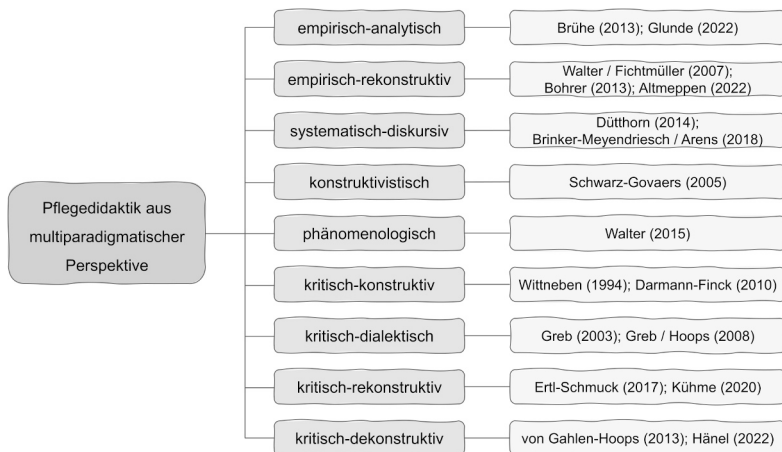 Pflegedidaktik aus
multiparadigmatischer
Perspektive
empirisch-analytisch
Brühe (2013); Glunde (2022)
empirisch-rekonstruktiv
Walter / Fichtmüller (2007);
Bohrer (2013); Altmeppen (2022)
systematisch-diskursiv
Dütthorn (2014);
Brinker-Meyendriesch / Arens (2018)
konstruktivistisch
Schwarz-Govaers (2005)
phänomenologisch
Walter (2015)
kritisch-konstruktiv
Wittneben (1994); Darmann-Finck (2010)
kritisch-dialektisch
Greb (2003); Greb / Hoops (2008)
kritisch-rekonstruktiv
Ertl-Schmuck (2017); Kühme (2020)
kritisch-dekonstruktiv
von Gahlen-Hoops (2013); Hänel (2022)